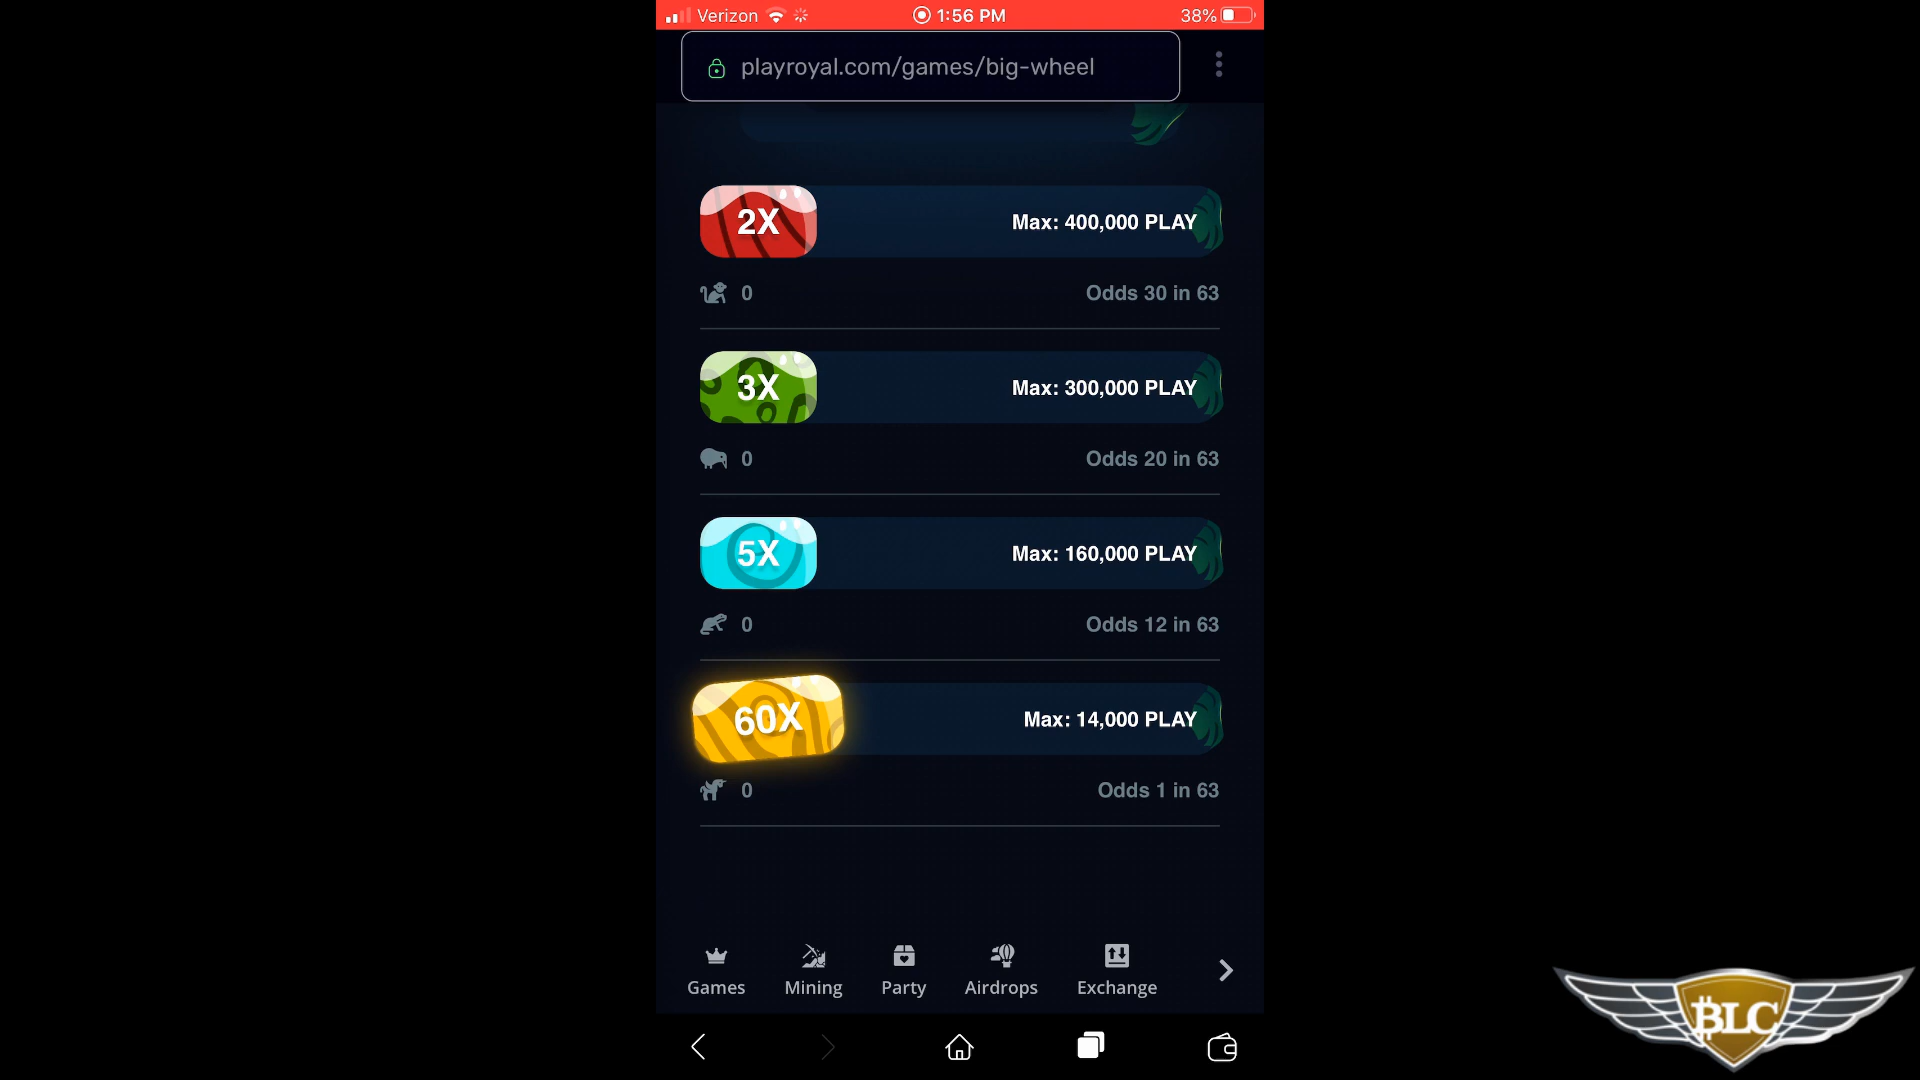 Verizon 1:56 PM 38%
playroyal.com/games/big-wheel
2X Max: 400,000 PLAY
0 Odds 30 in 63
3X Max: 300,000 PLAY
0 Odds 20 in 63
5X Max: 160,000 PLAY
0 Odds 12 in 63
60X Max: 14,000 PLAY
0 Odds 1 in 63
Games Mining Party Airdrops Exchange
BLC